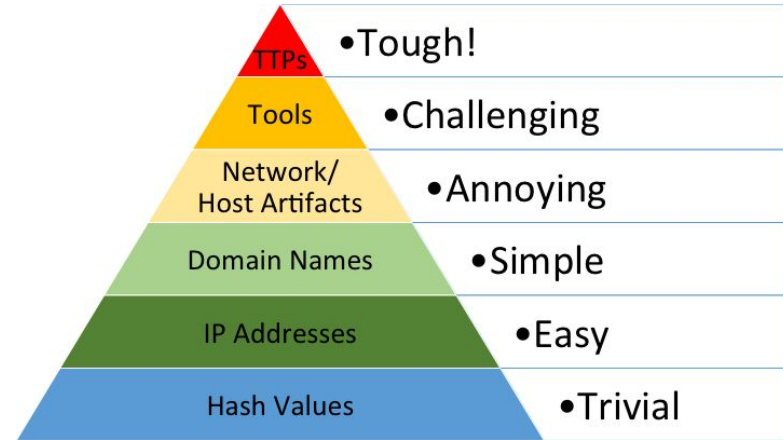 TTPs
•Tough!
Tools
•Challenging
Network/
Host Artifacts
•Annoying
Domain Names
•Simple
IP Addresses
•Easy
Hash Values
•Trivial